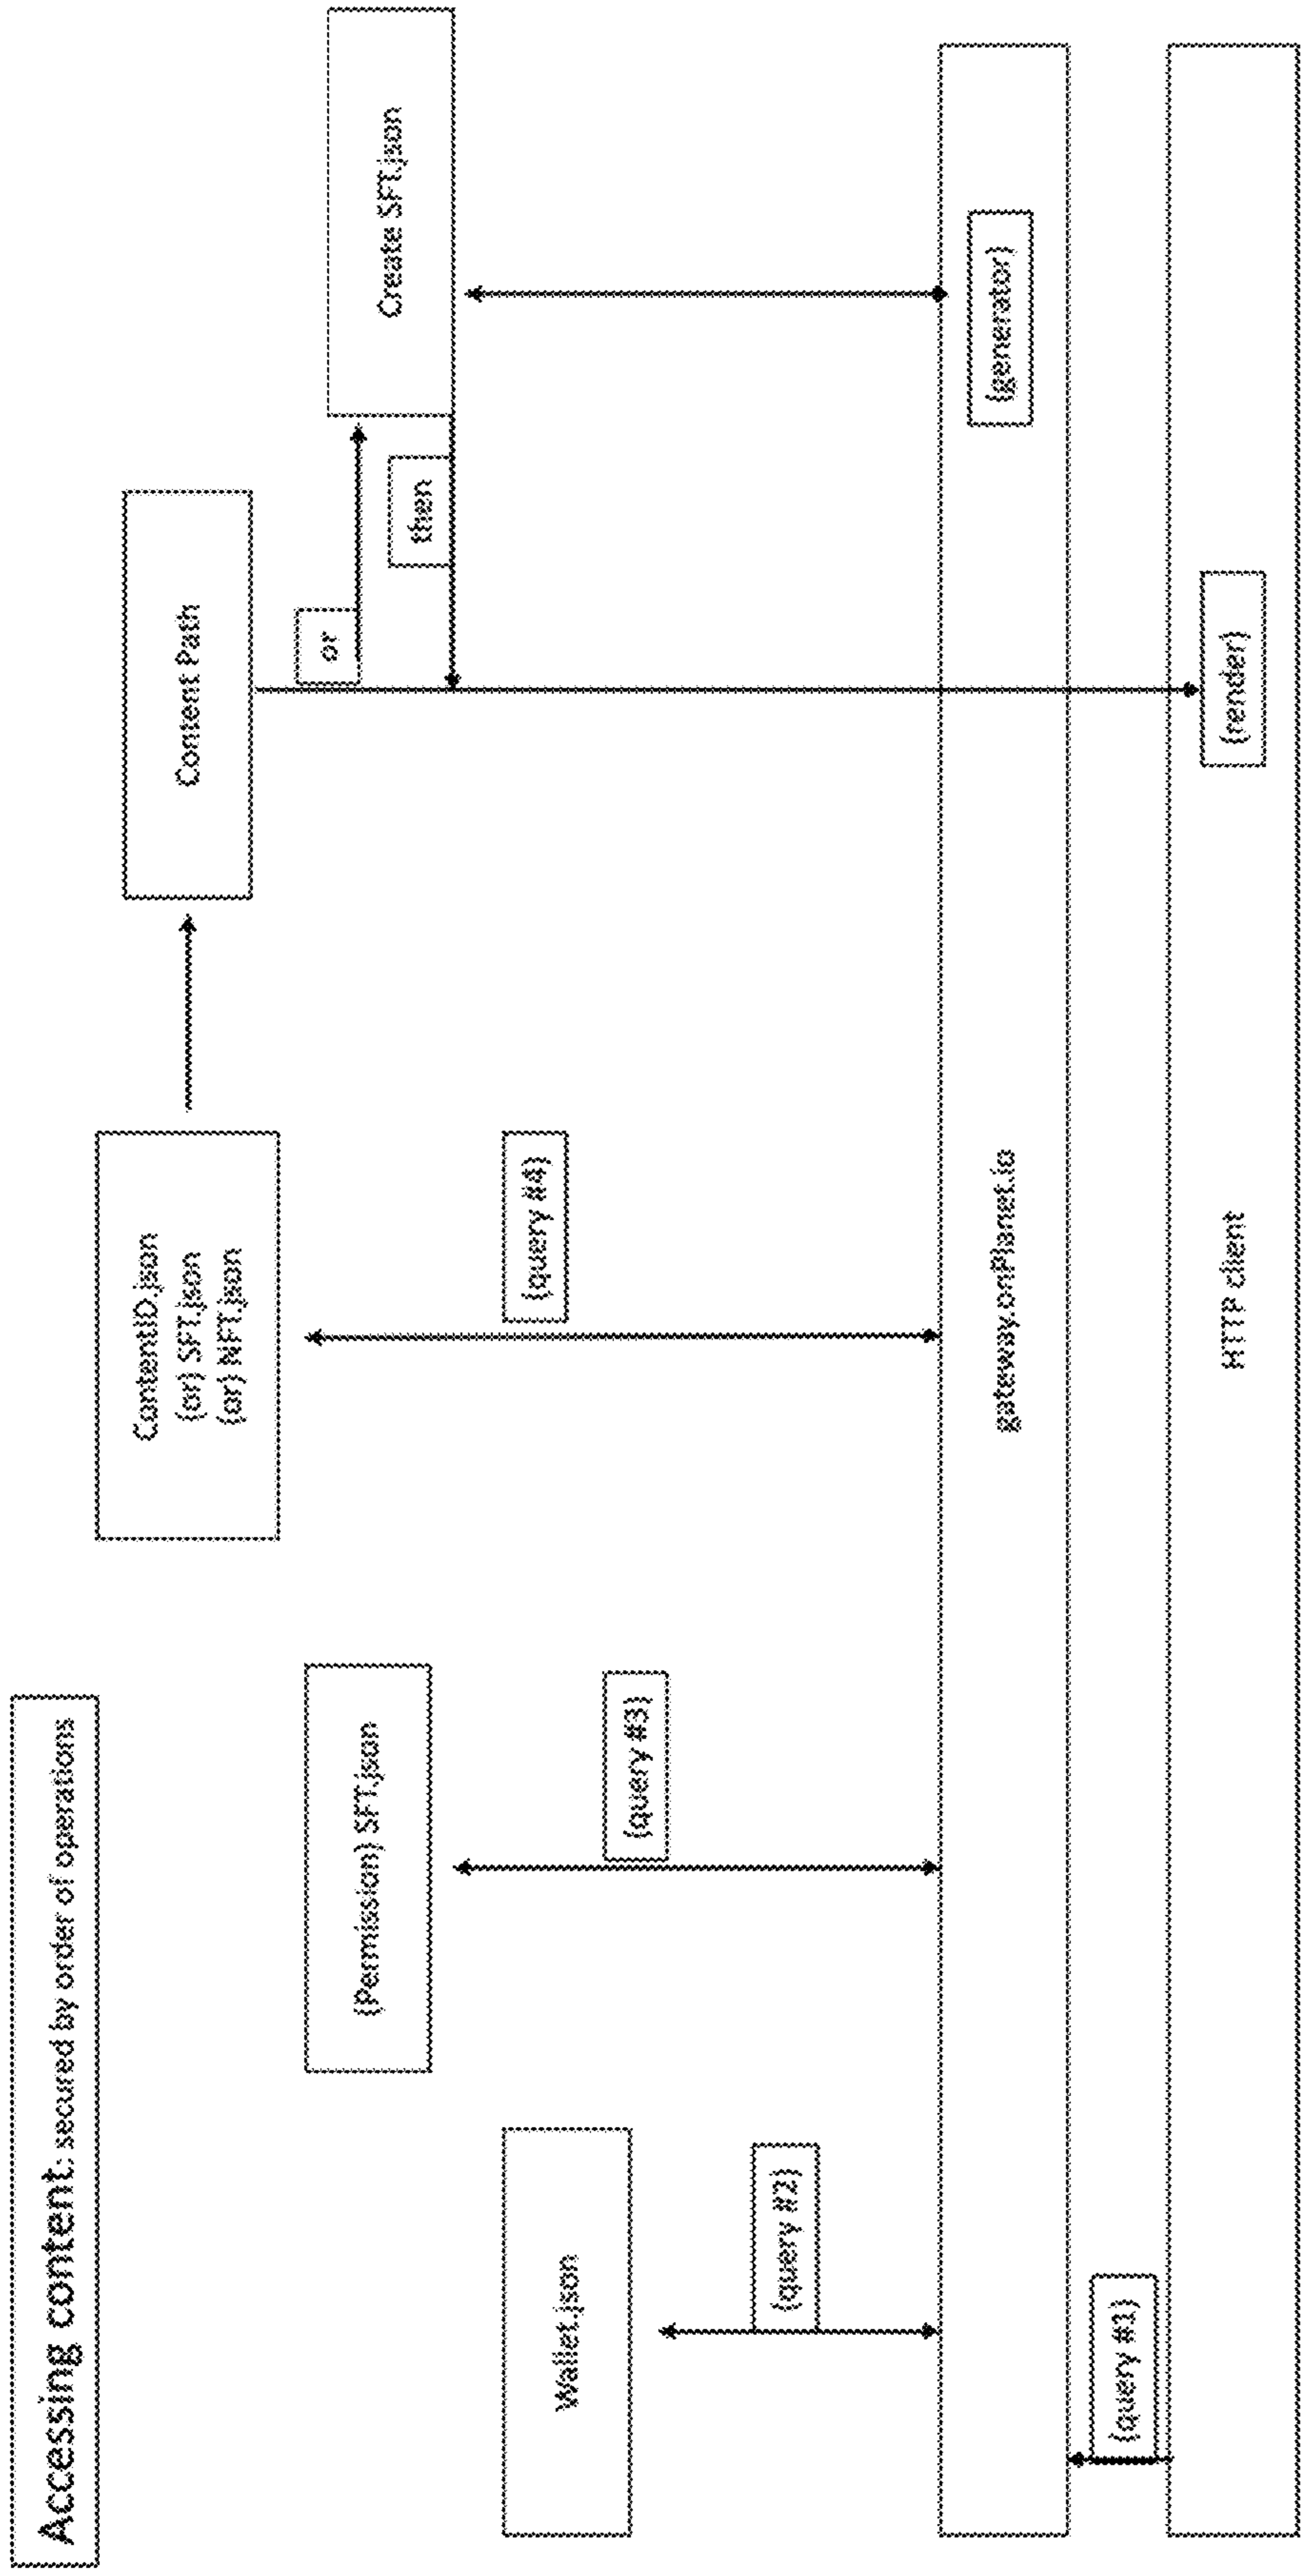 Accessing content: secured by order of operations
ContentID.json
(or) SFT.json
(or) NFT.json
Content Path
(Permission) SFT.json
Create SFT.json
or
then
Wallet.json
(query #4)
(query #3)
(query #2)
(generator)
gateway.onPlanet.io
(query #1)
(render)
HTTP client